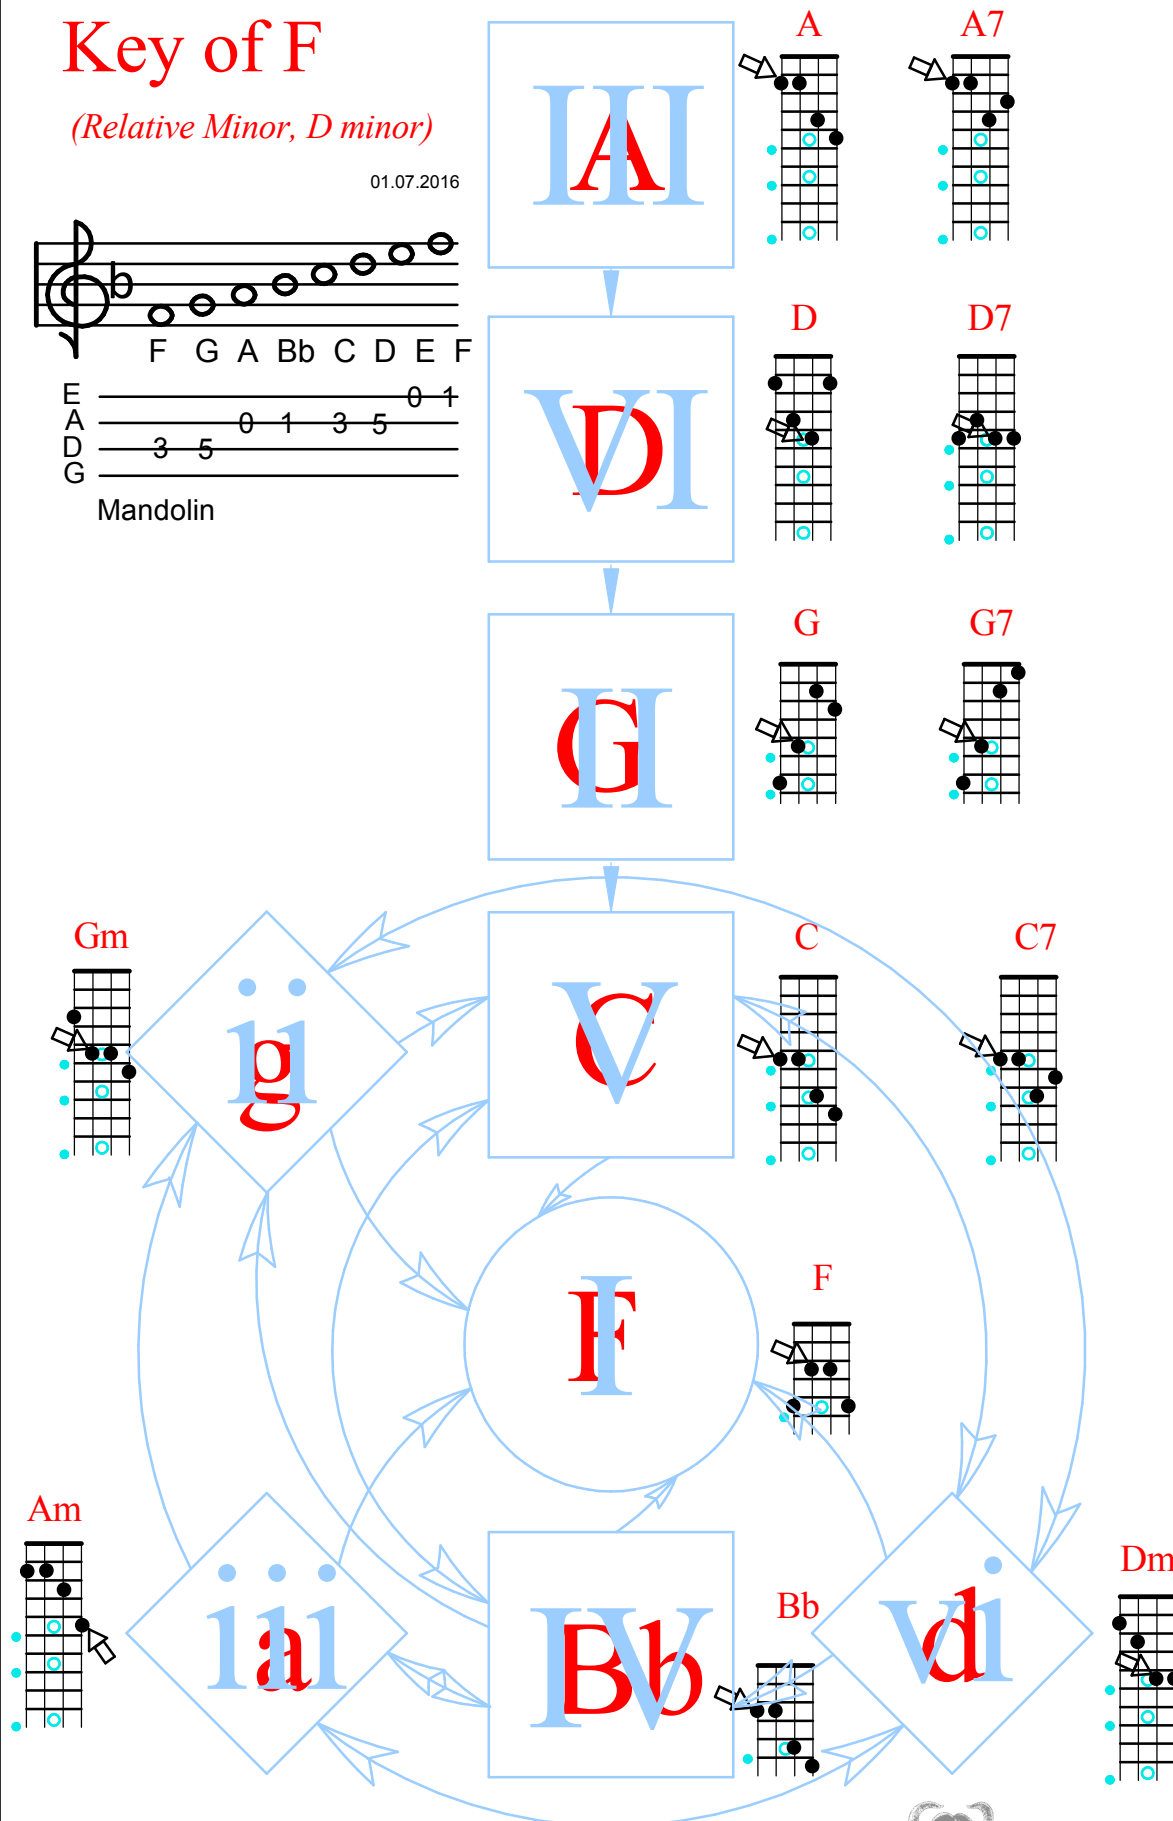 Key of F
(Relative Minor, D minor)
01.07.2016
F G A Bb C D E F
E 0 1
A 0 1 3 5
D 3 5
G
Mandolin
III
A
A A7
VI
D
D D7
II
G
G G7
Gm
ii
g
V
C
C C7
I
F
F
Am
iii
a
IV
Bb
Bb
vi
d
Dm